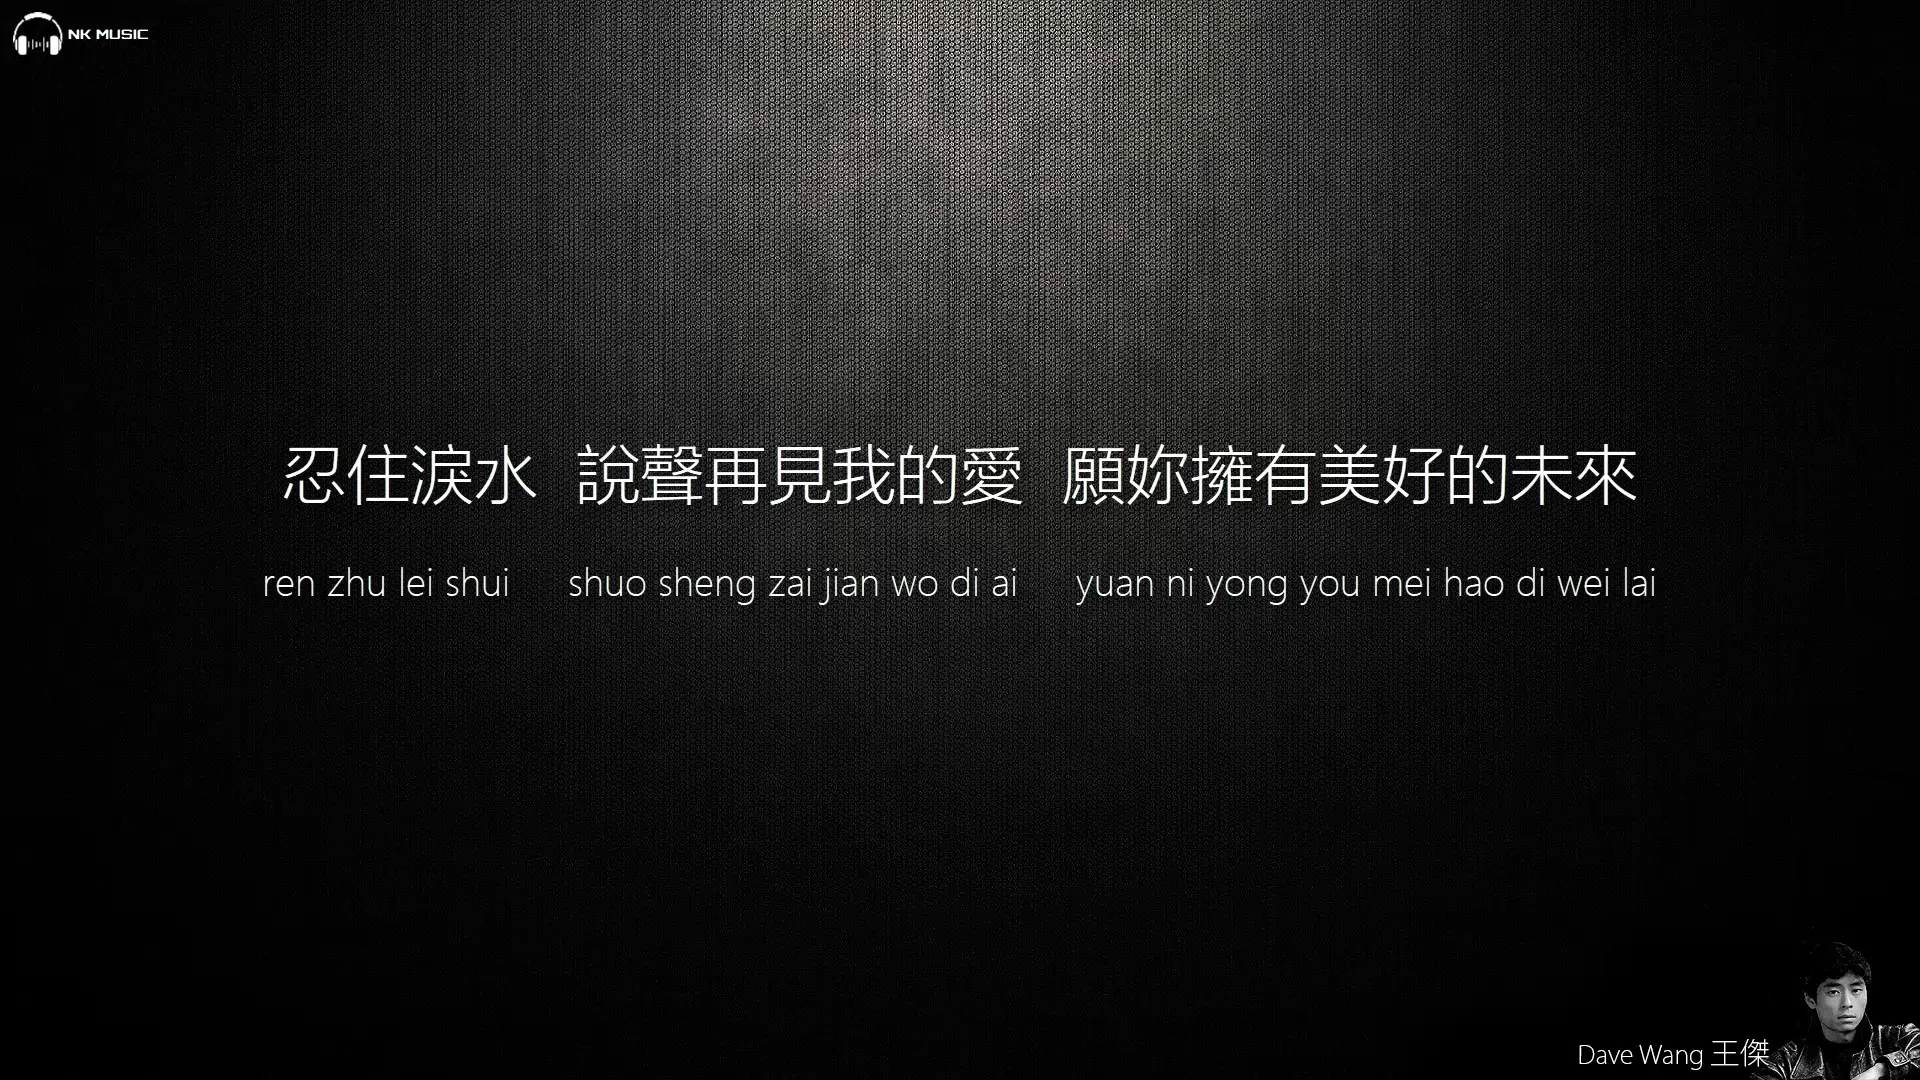 NK MUSIC
忍住淚水 說聲再見我的愛 願妳擁有美好的未來
ren zhu lei shui shuo sheng zai jian wo di ai yuan ni yong you mei hao di wei lai
Dave Wang 王傑